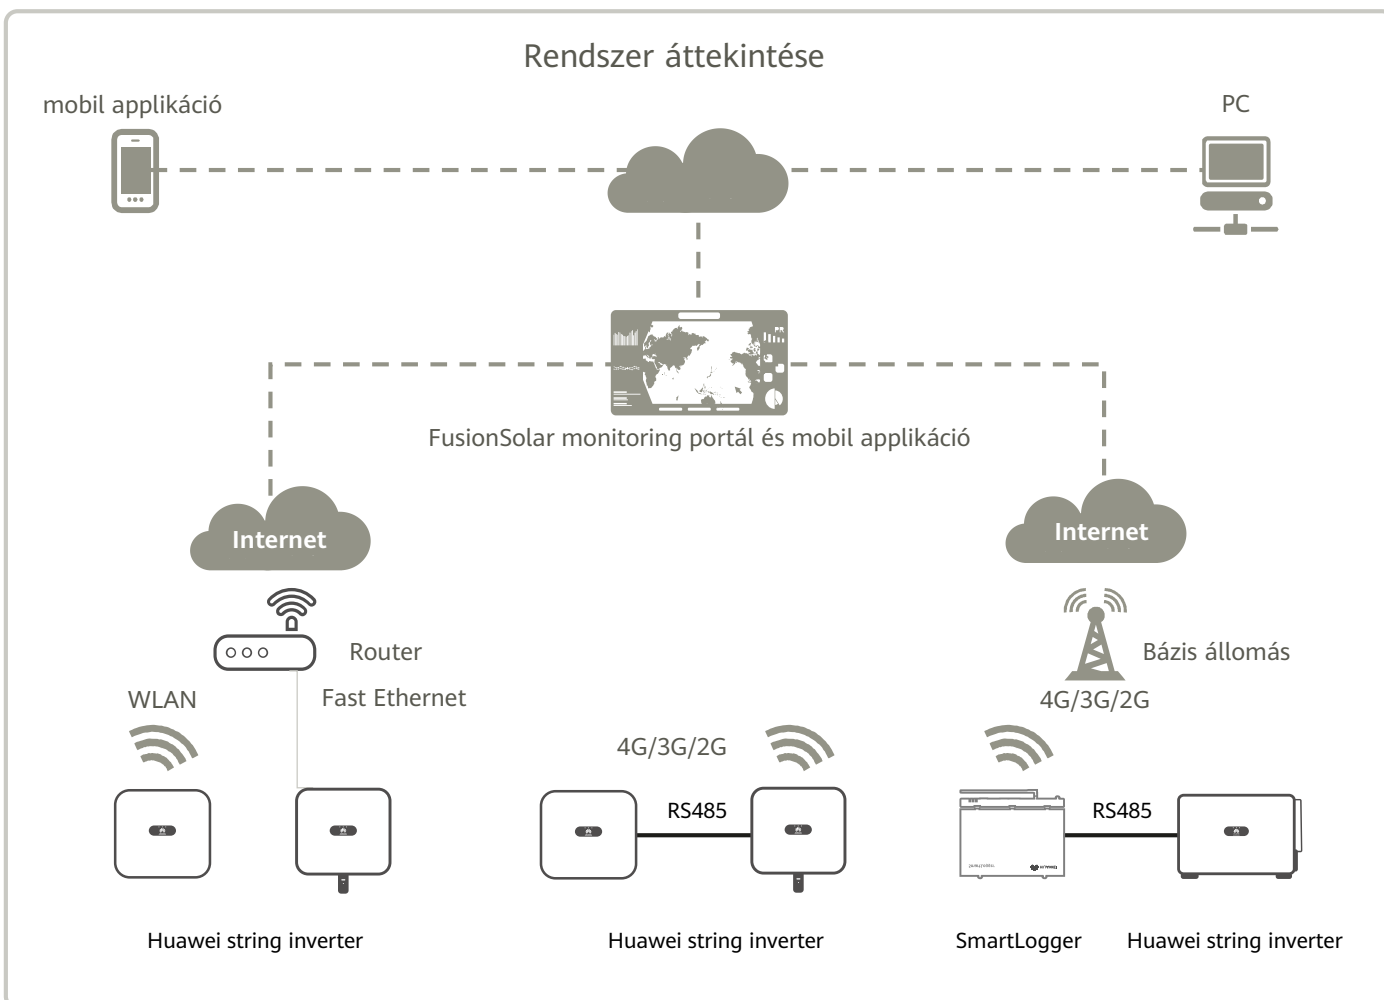 Rendszer áttekintése
mobil applikáció
PC
FusionSolar monitoring portál és mobil applikáció
Internet
Internet
Router
Bázis állomás
WLAN
Fast Ethernet
4G/3G/2G
4G/3G/2G
RS485
RS485
Huawei string inverter
Huawei string inverter
SmartLogger
Huawei string inverter